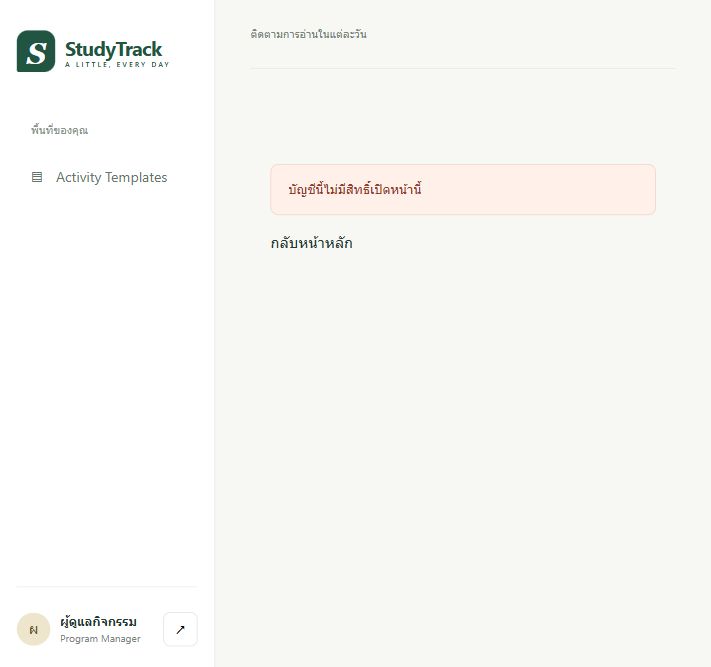 S
StudyTrack
A LITTLE, EVERY DAY
พื้นที่ของคุณ
Activity Templates
ผ
ผู้ดูแลกิจกรรม
Program Manager
↗
ติดตามการอ่านในแต่ละวัน
บัญชีนี้ไม่มีสิทธิ์เปิดหน้านี้
กลับหน้าหลัก